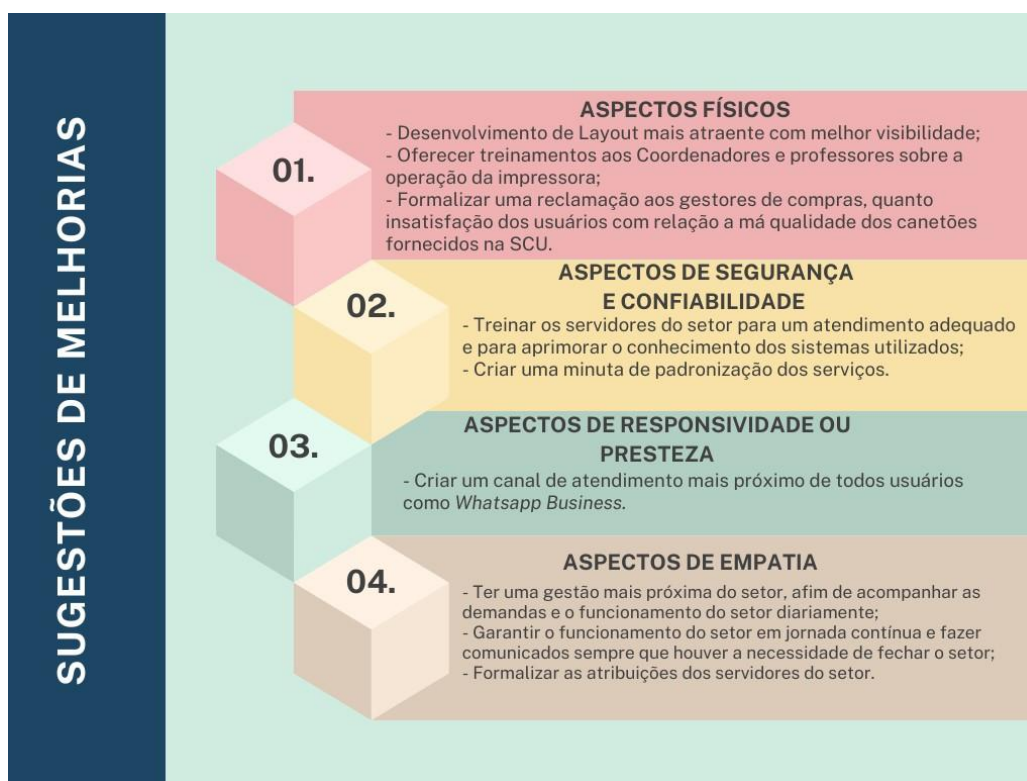 SUGESTÕES DE MELHORIAS
01.
ASPECTOS FÍSICOS
- Desenvolvimento de Layout mais atraente com melhor visibilidade;
- Oferecer treinamentos aos Coordenadores e professores sobre a
operação da impressora;
- Formalizar uma reclamação aos gestores de compras, quanto
insatisfação dos usuários com relação a má qualidade dos canetões
fornecidos na SCU.
02.
ASPECTOS DE SEGURANÇA
E CONFIABILIDADE
- Treinar os servidores do setor para um atendimento adequado
e para aprimorar o conhecimento dos sistemas utilizados;
- Criar uma minuta de padronização dos serviços.
03.
ASPECTOS DE RESPONSIVIDADE OU
PRESTEZA
- Criar um canal de atendimento mais próximo de todos usuários
como Whatsapp Business.
04.
ASPECTOS DE EMPATIA
- Ter uma gestão mais próxima do setor, afim de acompanhar as
demandas e o funcionamento do setor diariamente;
- Garantir o funcionamento do setor em jornada contínua e fazer
comunicados sempre que houver a necessidade de fechar o setor;
- Formalizar as atribuições dos servidores do setor.